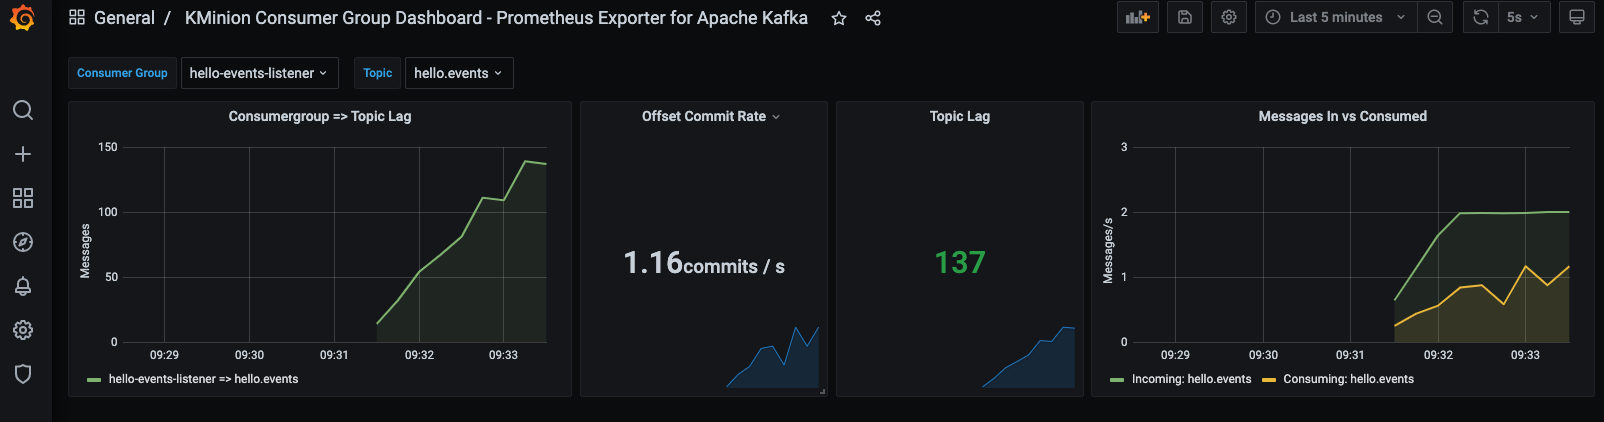 General / KMinion Consumer Group Dashboard - Prometheus Exporter for Apache Kafka
Last 5 minutes
5s
Consumer Group hello-events-listener Topic hello.events
Consumergroup => Topic Lag
Messages
150
100
50
0
09:29 09:30 09:31 09:32 09:33
hello-events-listener => hello.events
Offset Commit Rate
1.16commits / s
Topic Lag
137
Messages In vs Consumed
Messages/s
3
2
1
0
09:29 09:30 09:31 09:32 09:33
Incoming: hello.events Consuming: hello.events